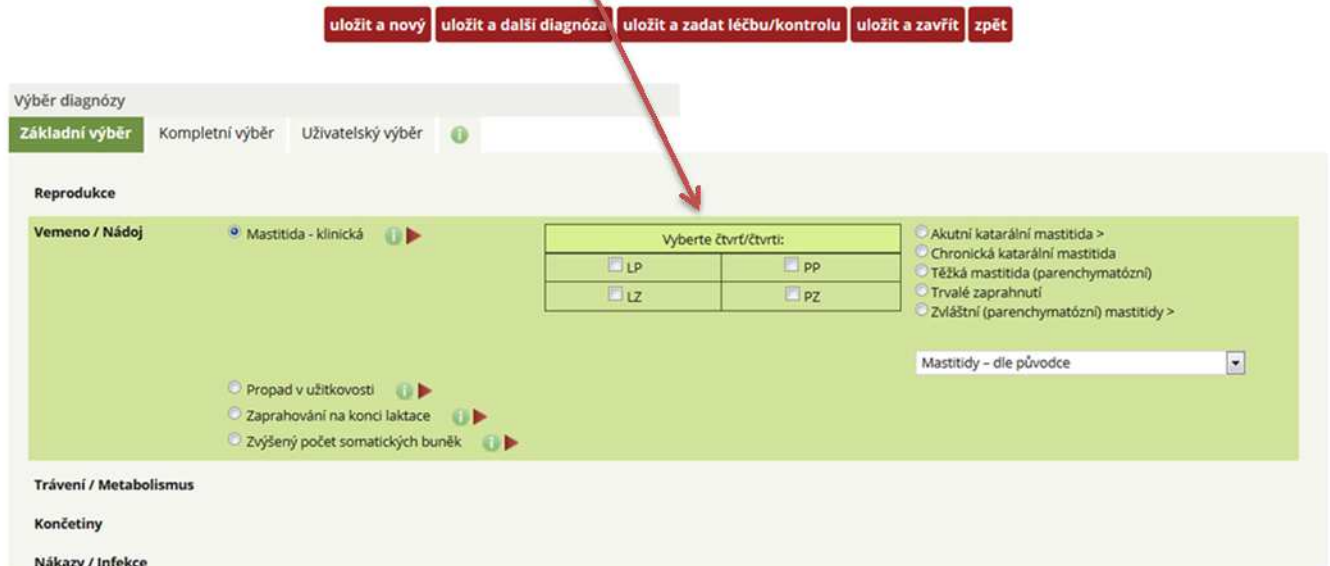 uložit a nový uložit a další diagnóza uložit a zadat léčbu/kontrolu uložit a zavřít zpět
Výběr diagnózy
Základní výběr Kompletní výběr Uživatelský výběr
Reprodukce
Vemeno / Nádoj
Mastitida - klinická
Vyberte čtvrť/čtvrti:
LP PP
LZ PZ
Akutní katarální mastitida >
Chronická katarální mastitida
Těžká mastitida (parenchymatózní)
Trvalé zaprahnutí
Zvláštní (parenchymatózní) mastitidy >
Mastitidy – dle původce
Propad v užitkovosti
Zaprahování na konci laktace
Zvýšený počet somatických buněk
Trávení / Metabolismus
Končetiny
Nákazy / Infekce